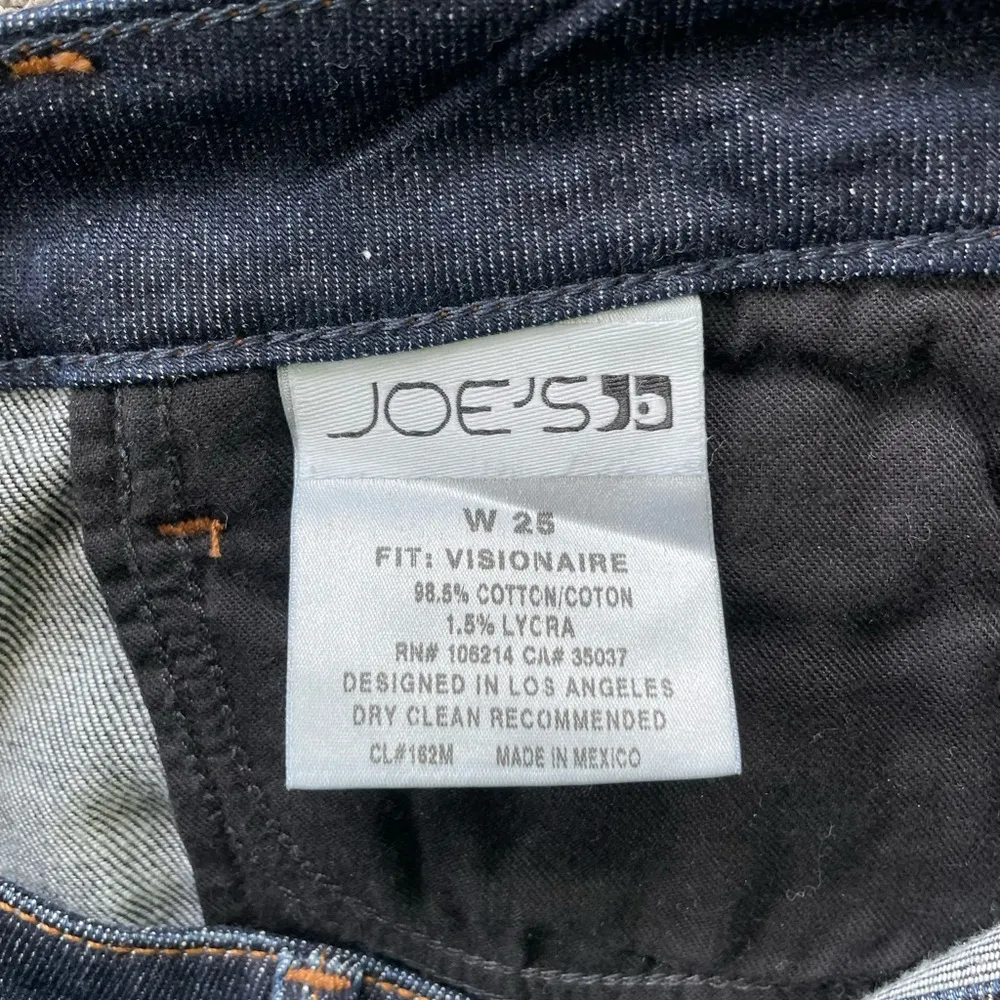 JOE'S
W 25
FIT: VISIONAIRE
98.5% COTTON/COTON
1.5% LYCRA
RN# 106214 CA# 35037
DESIGNED IN LOS ANGELES
DRY CLEAN RECOMMENDED
CL#162M MADE IN MEXICO